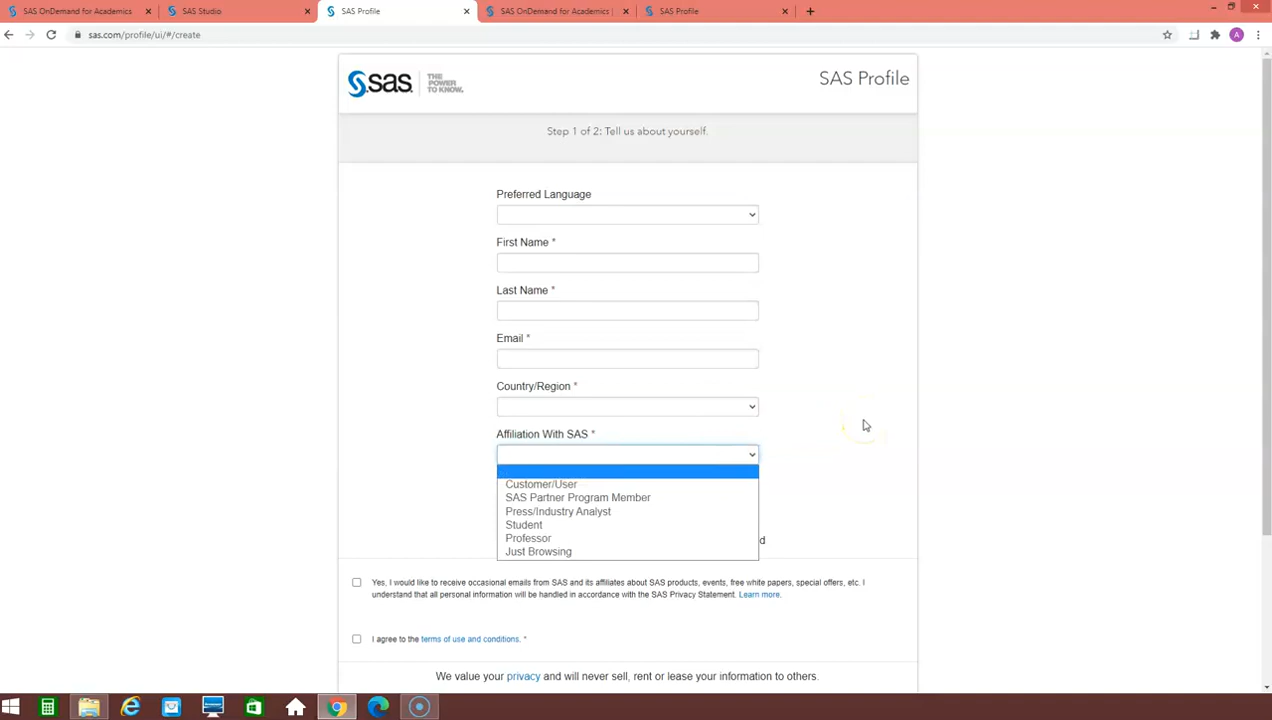 SAS OnDemand for Academics
SAS Studio
SAS Profile
SAS OnDemand for Academics |
SAS Profile
sas.com/profile/ui/#/create
A
sas
THE
POWER
TO KNOW.
SAS Profile
Step 1 of 2: Tell us about yourself.
Preferred Language
First Name *
Last Name *
Email *
Country/Region *
Affiliation With SAS *
Customer/User
SAS Partner Program Member
Press/Industry Analyst
Student
Professor
Just Browsing
d
Yes, I would like to receive occasional emails from SAS and its affiliates about SAS products, events, free white papers, special offers, etc. I
understand that all personal information will be handled in accordance with the SAS Privacy Statement. Learn more.
I agree to the terms of use and conditions. *
We value your privacy and will never sell, rent or lease your information to others.